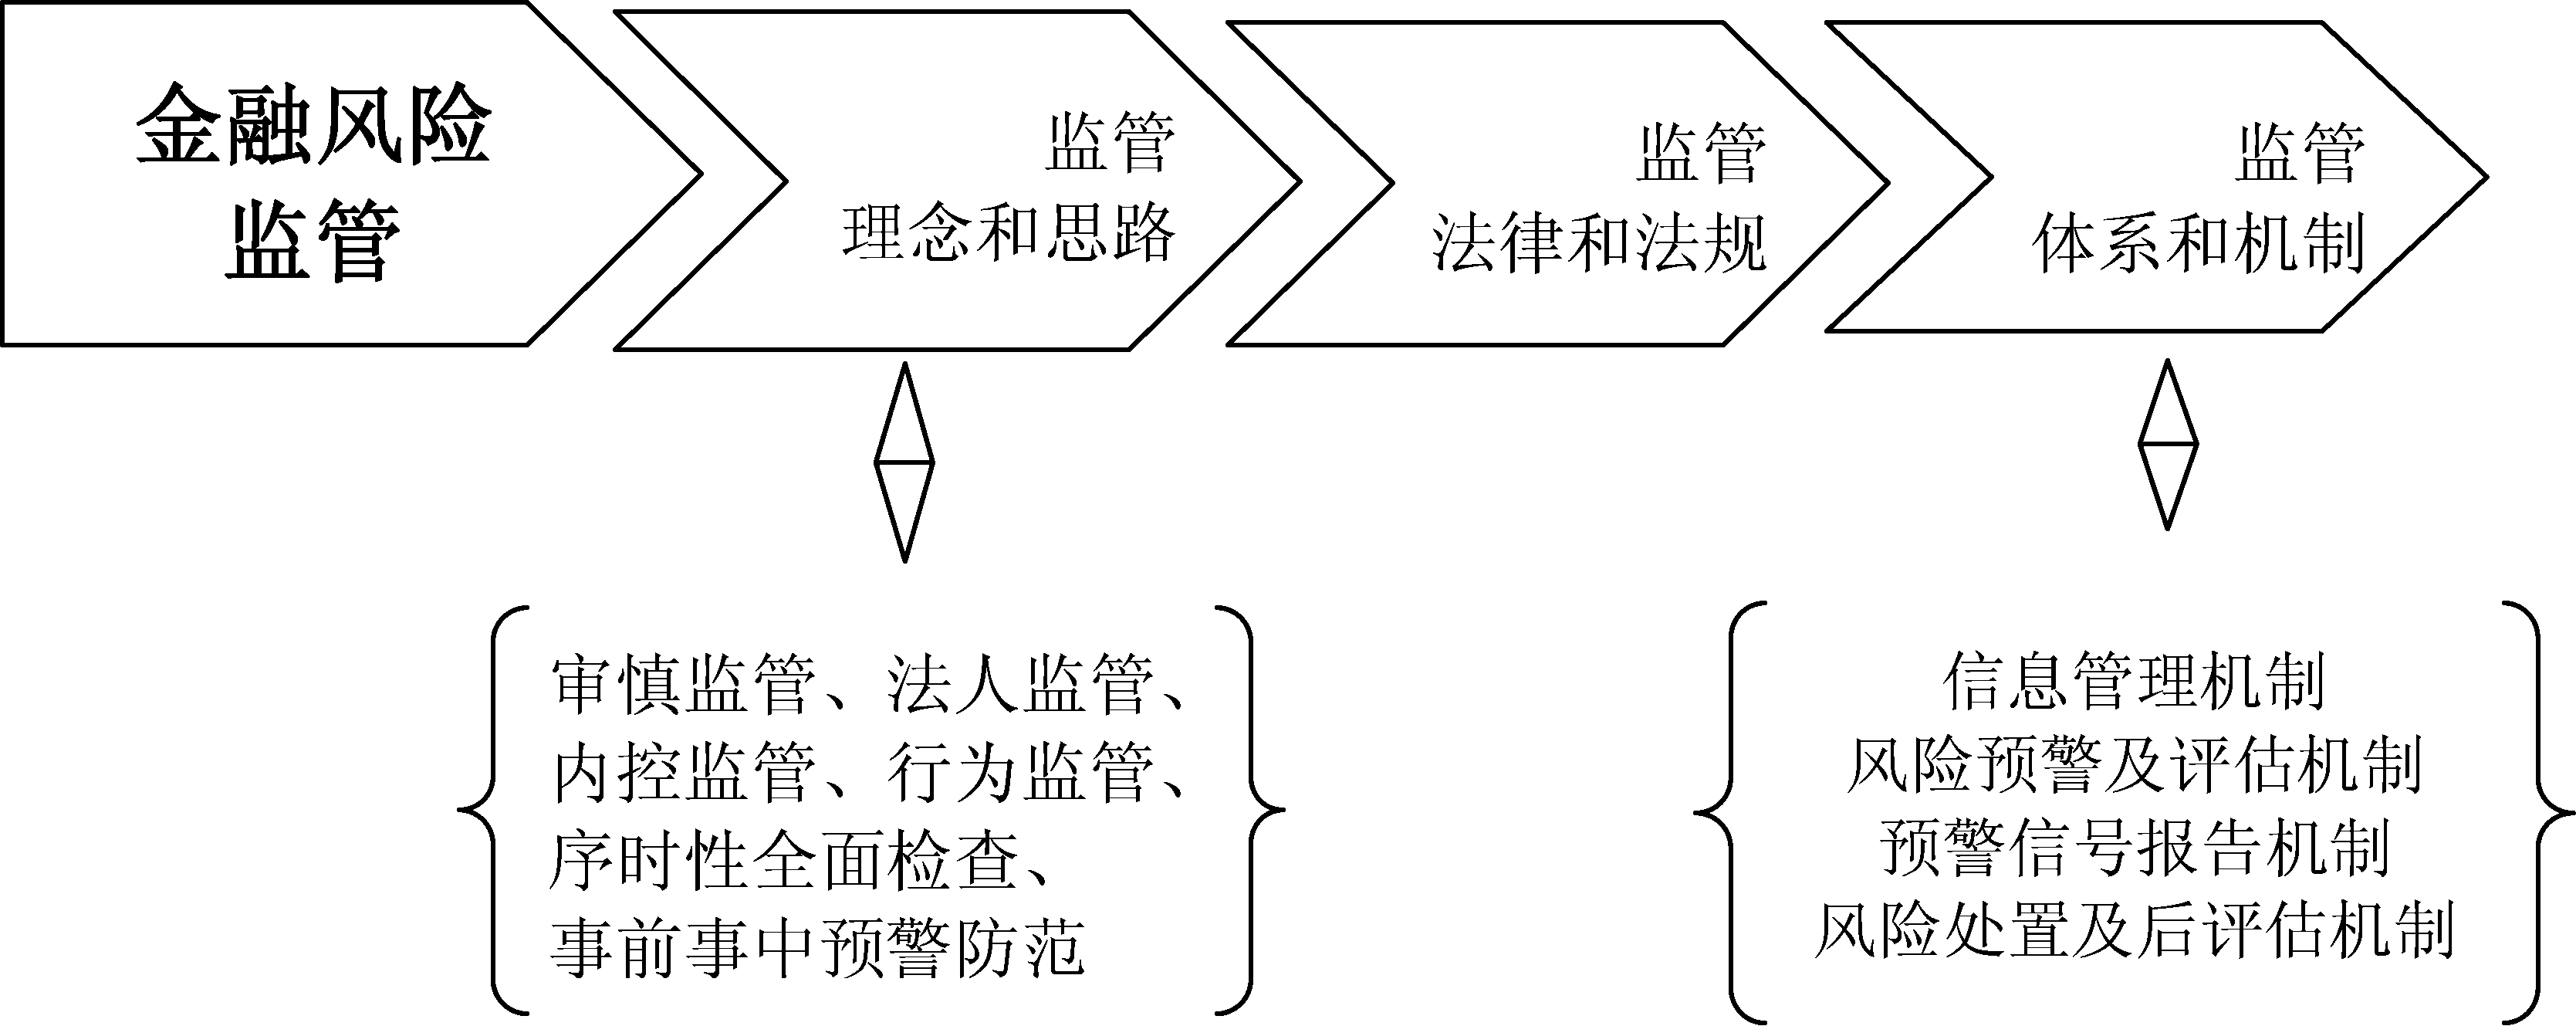 金融风险
监管
监管
理念和思路
监管
法律和法规
监管
体系和机制
审慎监管、法人监管、
内控监管、行为监管、
序时性全面检查、
事前事中预警防范
信息管理机制
风险预警及评估机制
预警信号报告机制
风险处置及后评估机制